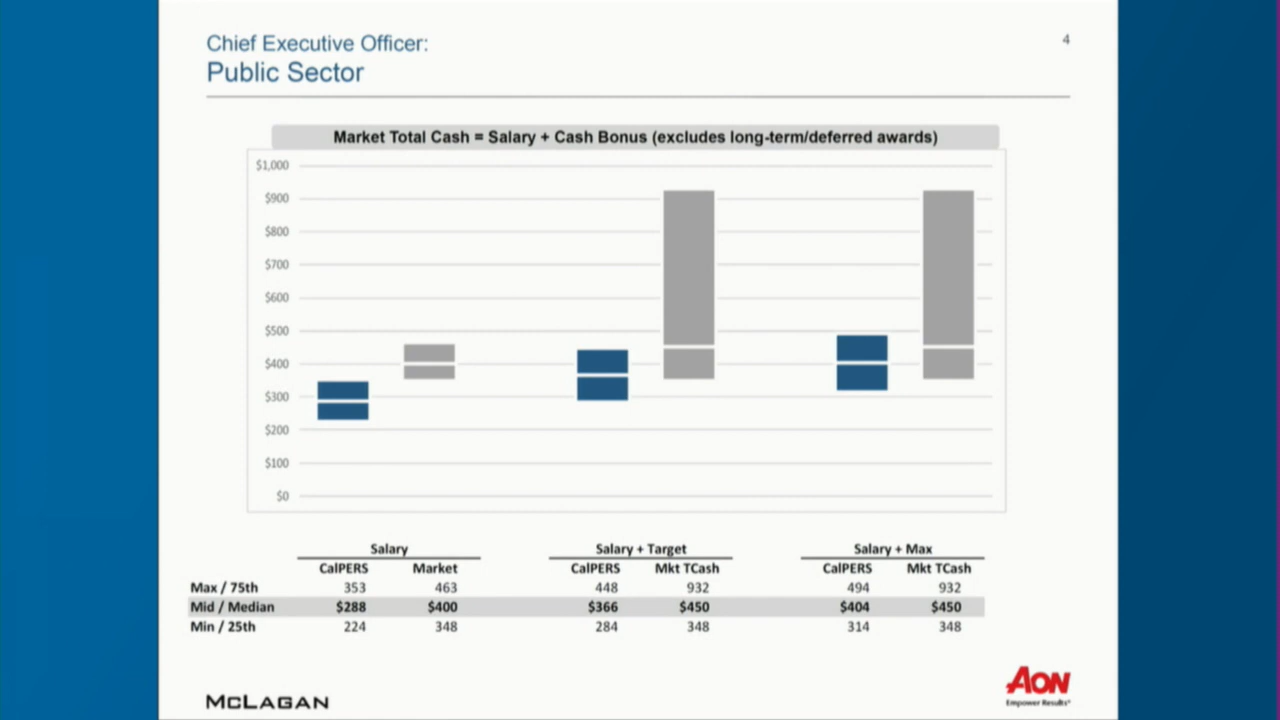 Chief Executive Officer:
4
Public Sector
Market Total Cash = Salary + Cash Bonus (excludes long-term/deferred awards)
$1,000
$900
$800
$700
$600
$500
$400
$300
$200
$100
$0
Salary Salary + Target Salary + Max
CalPERS Market CalPERS Mkt TCash CalPERS Mkt TCash
Max / 75th 353 463 448 932 494 932
Mid / Median $288 $400 $366 $450 $404 $450
Min / 25th 224 348 284 348 314 348
McLAGAN
AON
Empower Results®